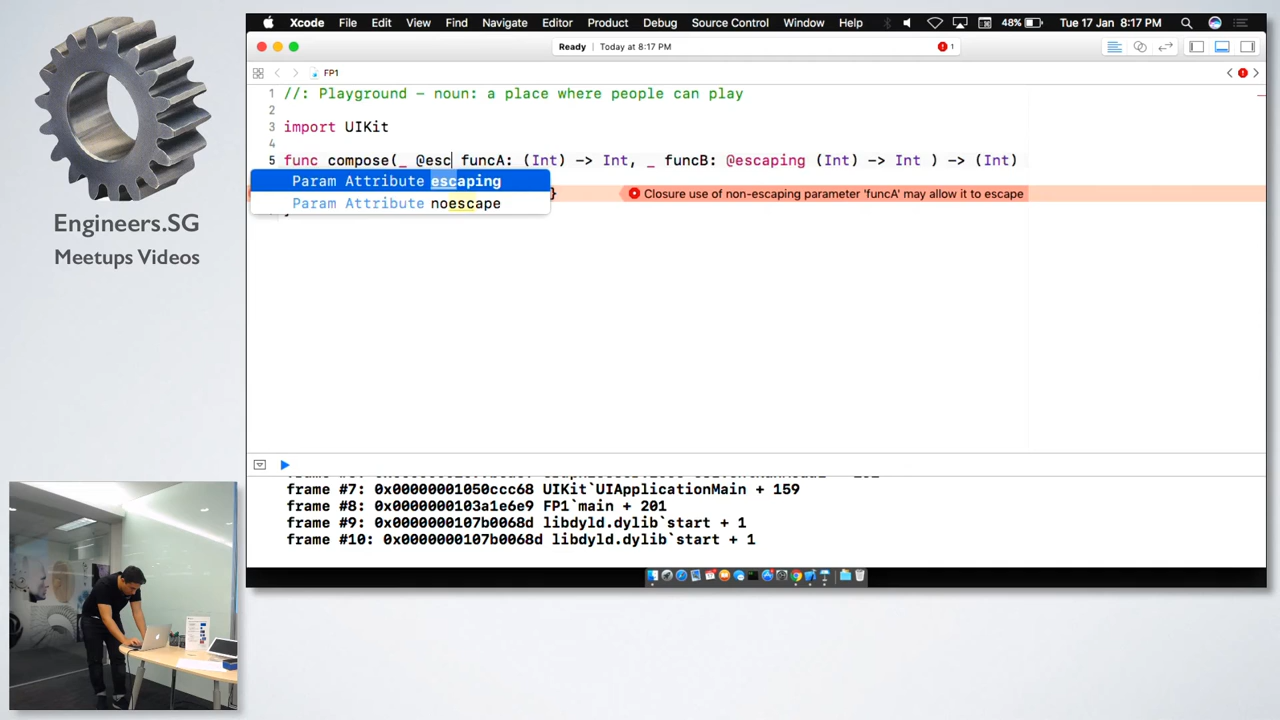 Xcode File Edit View Find Navigate Editor Product Debug Source Control Window Help 48% Tue 17 Jan 8:17 PM
Ready | Today at 8:17 PM 1
FP1
1 //: Playground – noun: a place where people can play
2
3 import UIKit
4
5 func compose(_ @esc funcA: (Int) -> Int, _ funcB: @escaping (Int) -> Int ) -> (Int)
Param Attribute escaping
Param Attribute noescape
} Closure use of non-escaping parameter 'funcA' may allow it to escape
Engineers.SG
Meetups Videos
frame #7: 0x00000001050ccc68 UIKit`UIApplicationMain + 159
frame #8: 0x0000000103a1e6e9 FP1`main + 201
frame #9: 0x0000000107b0068d libdyld.dylib`start + 1
frame #10: 0x0000000107b0068d libdyld.dylib`start + 1